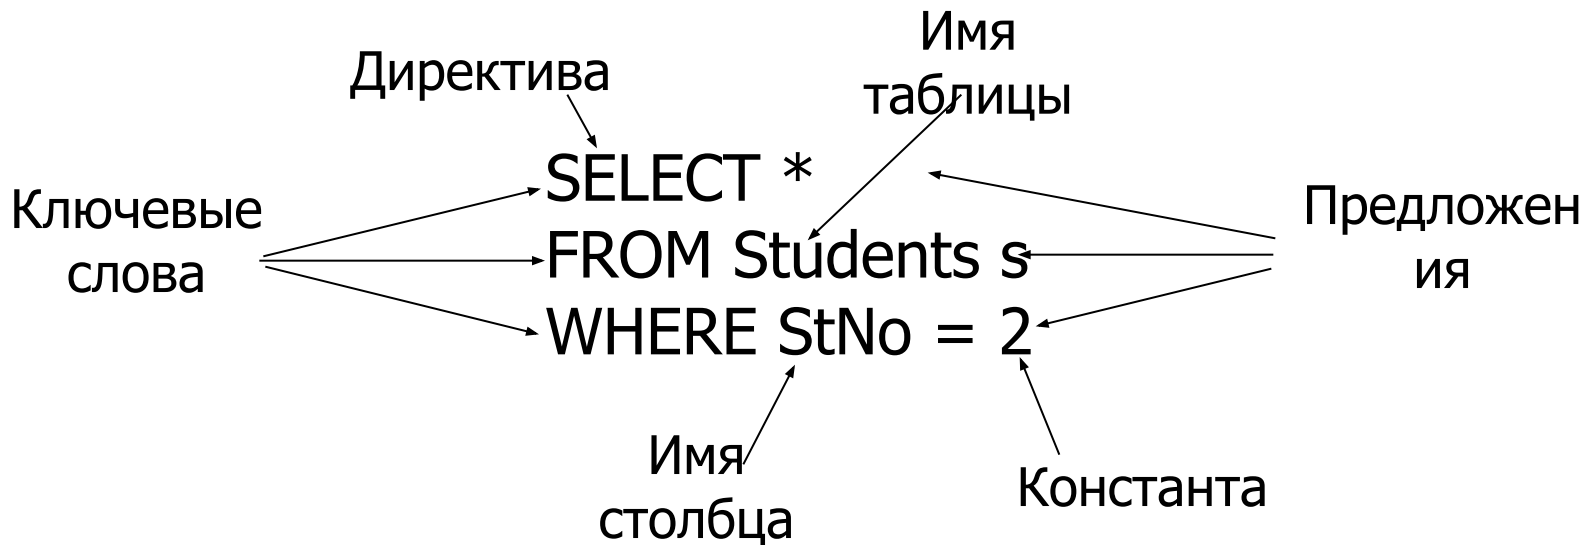 Имя
таблицы
Директива
SELECT *
Ключевые
слова
FROM Students s
Предложен
ия
WHERE StNo = 2
Имя
столбца
Константа